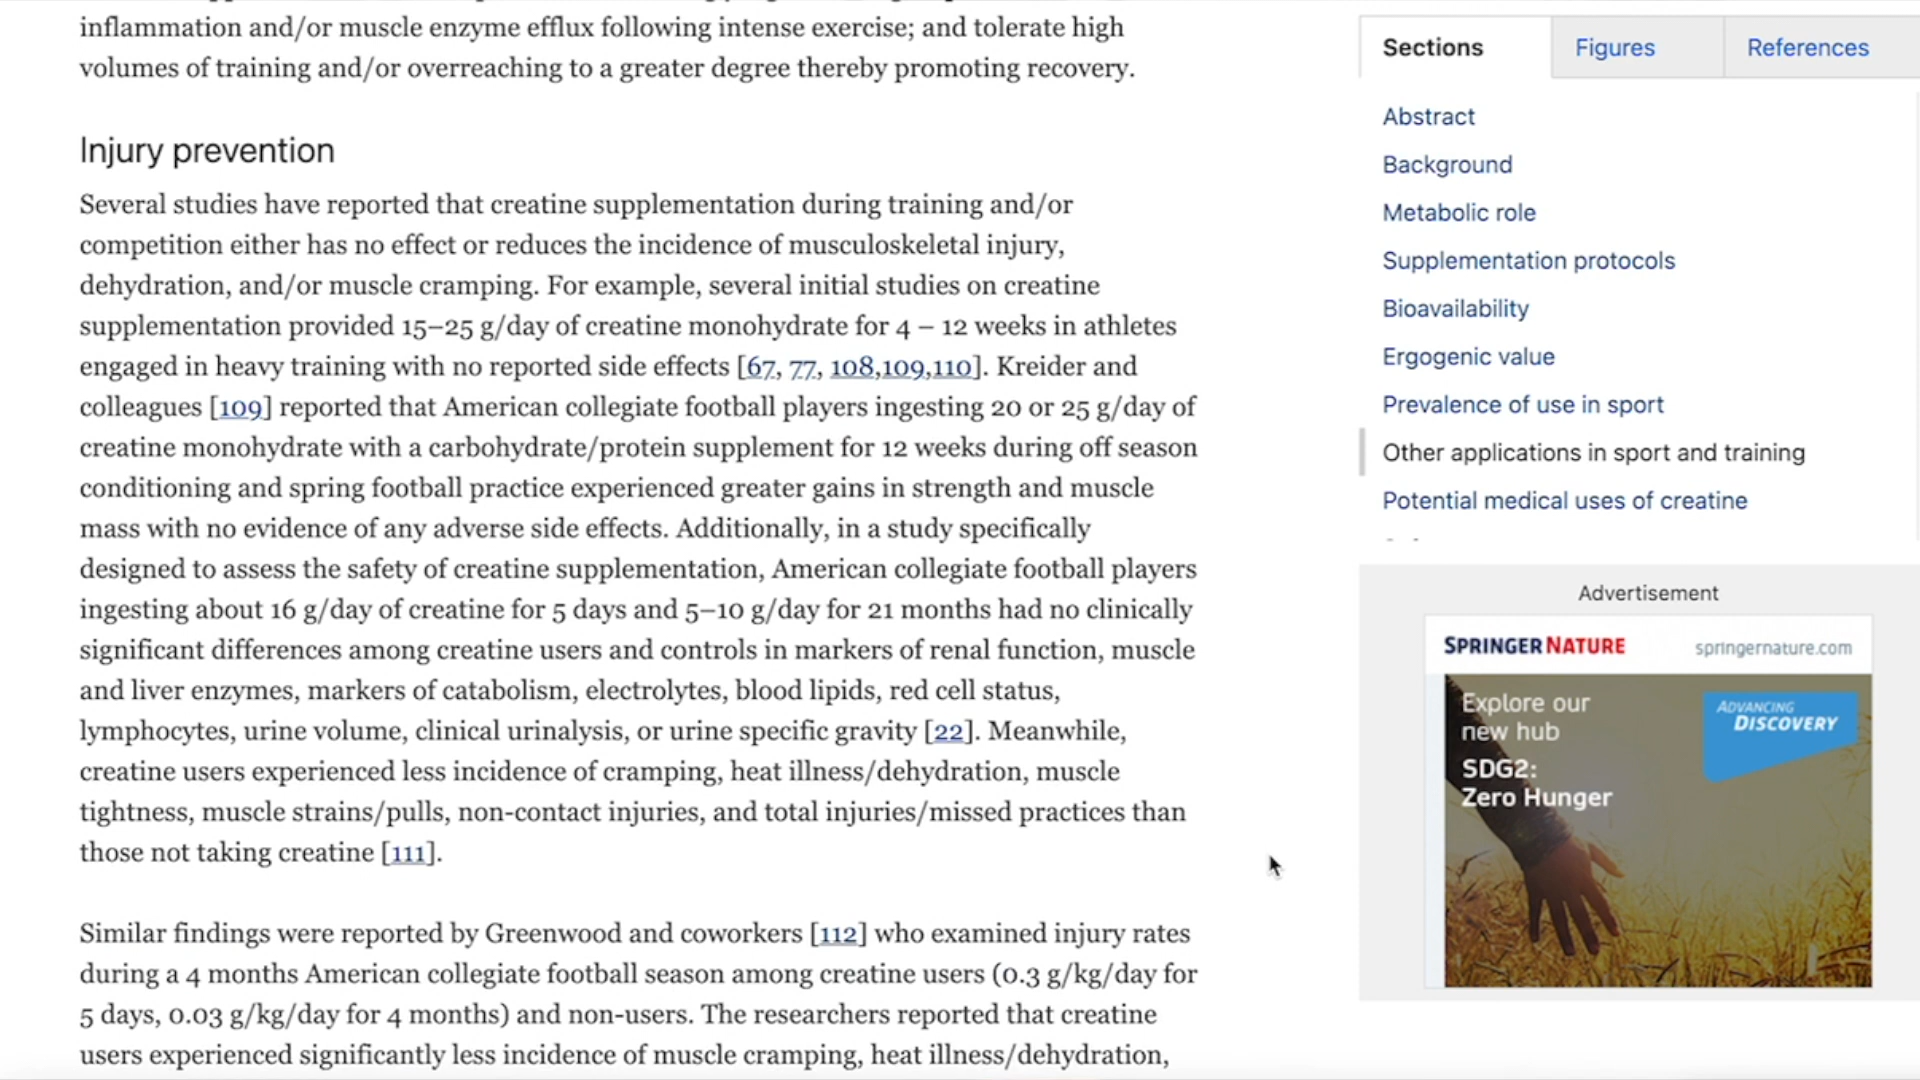 inflammation and/or muscle enzyme efflux following intense exercise; and tolerate high
volumes of training and/or overreaching to a greater degree thereby promoting recovery.
Injury prevention
Several studies have reported that creatine supplementation during training and/or
competition either has no effect or reduces the incidence of musculoskeletal injury,
dehydration, and/or muscle cramping. For example, several initial studies on creatine
supplementation provided 15–25 g/day of creatine monohydrate for 4 – 12 weeks in athletes
engaged in heavy training with no reported side effects [67, 77, 108,109,110]. Kreider and
colleagues [109] reported that American collegiate football players ingesting 20 or 25 g/day of
creatine monohydrate with a carbohydrate/protein supplement for 12 weeks during off season
conditioning and spring football practice experienced greater gains in strength and muscle
mass with no evidence of any adverse side effects. Additionally, in a study specifically
designed to assess the safety of creatine supplementation, American collegiate football players
ingesting about 16 g/day of creatine for 5 days and 5–10 g/day for 21 months had no clinically
significant differences among creatine users and controls in markers of renal function, muscle
and liver enzymes, markers of catabolism, electrolytes, blood lipids, red cell status,
lymphocytes, urine volume, clinical urinalysis, or urine specific gravity [22]. Meanwhile,
creatine users experienced less incidence of cramping, heat illness/dehydration, muscle
tightness, muscle strains/pulls, non-contact injuries, and total injuries/missed practices than
those not taking creatine [111].
Similar findings were reported by Greenwood and coworkers [112] who examined injury rates
during a 4 months American collegiate football season among creatine users (0.3 g/kg/day for
5 days, 0.03 g/kg/day for 4 months) and non-users. The researchers reported that creatine
users experienced significantly less incidence of muscle cramping, heat illness/dehydration,
Sections Figures References
Abstract
Background
Metabolic role
Supplementation protocols
Bioavailability
Ergogenic value
Prevalence of use in sport
Other applications in sport and training
Potential medical uses of creatine
Advertisement
SPRINGER NATURE springernature.com
Explore our
new hub
SDG2:
Zero Hunger
ADVANCING
DISCOVERY